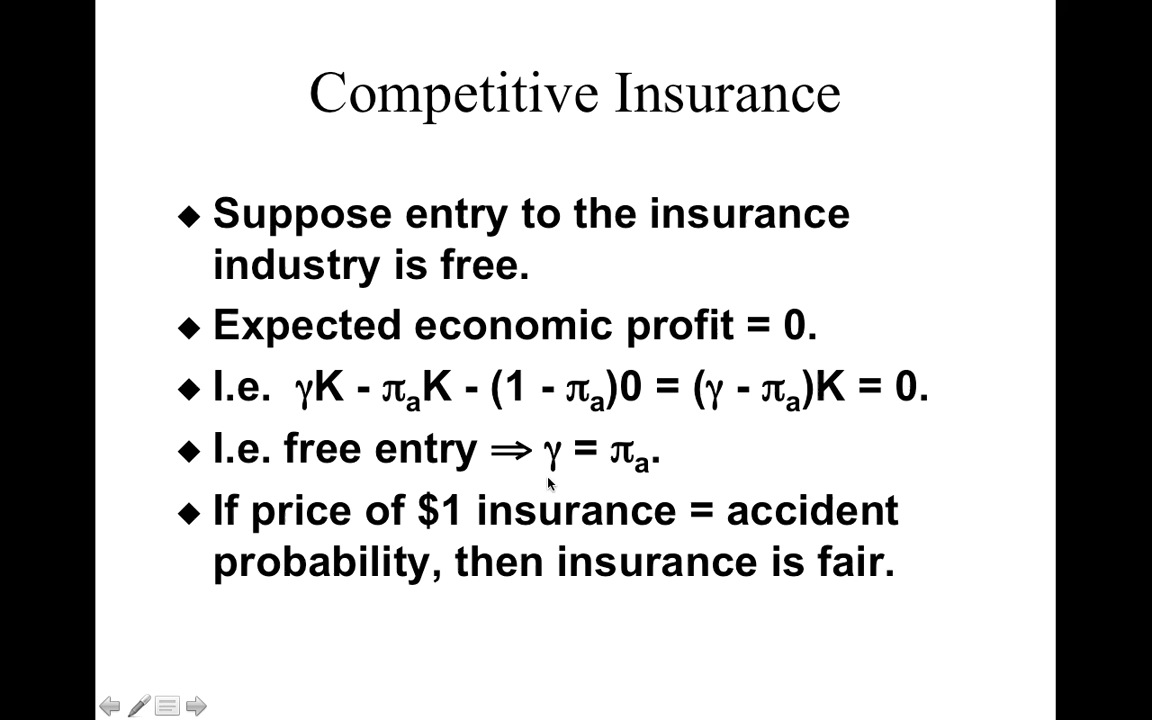 Competitive Insurance
◆ Suppose entry to the insurance
industry is free.
◆ Expected economic profit = 0.
◆ I.e. γK - πₐK - (1 - πₐ)0 = (γ - πₐ)K = 0.
◆ I.e. free entry ⇒ γ = πₐ.
◆ If price of $1 insurance = accident
probability, then insurance is fair.